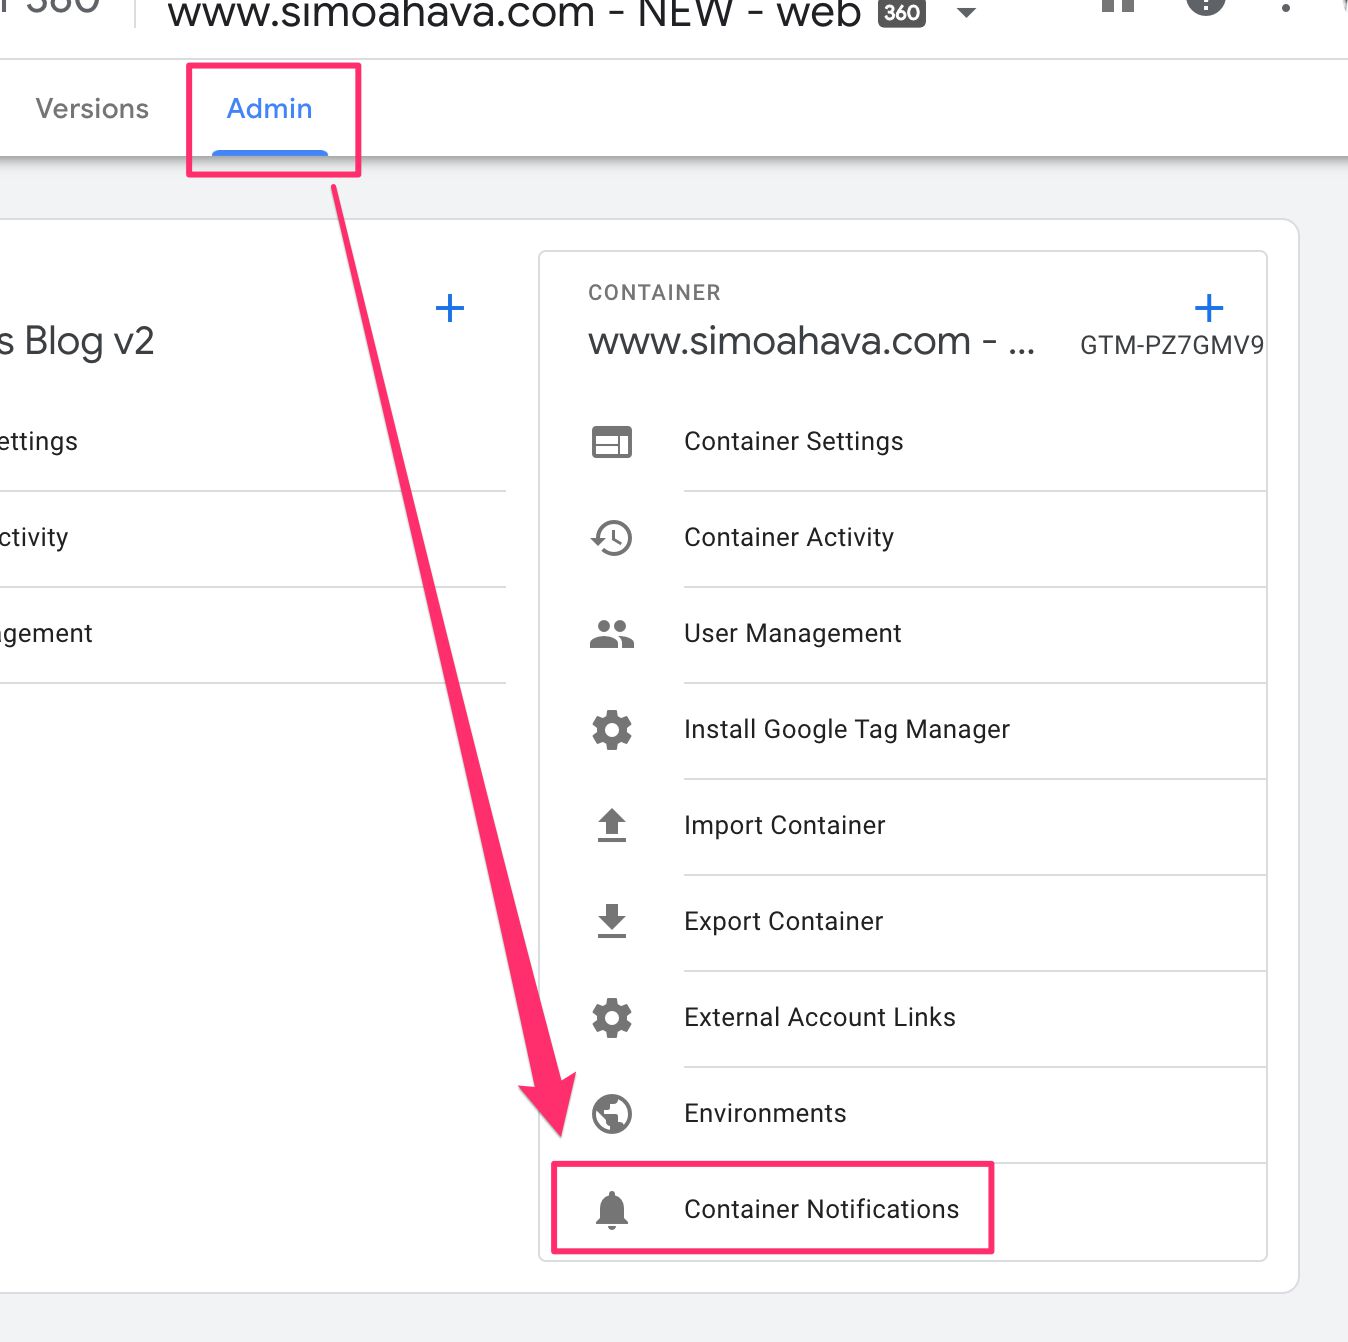 360
www.simoahava.com - NEW - web 360
Versions
Admin
s Blog v2
ettings
ctivity
gement
CONTAINER
www.simoahava.com - ...
GTM-PZ7GMV9
Container Settings
Container Activity
User Management
Install Google Tag Manager
Import Container
Export Container
External Account Links
Environments
Container Notifications